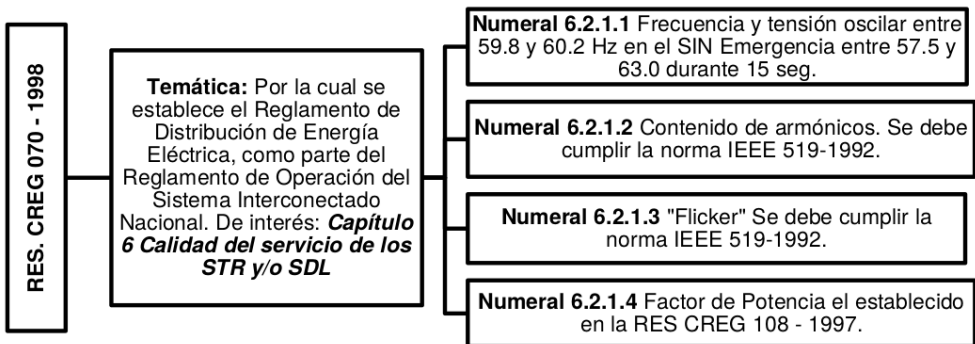 RES. CREG 070 - 1998
Temática: Por la cual se
establece el Reglamento de
Distribución de Energía
Eléctrica, como parte del
Reglamento de Operación del
Sistema Interconectado
Nacional. De interés: Capítulo
6 Calidad del servicio de los
STR y/o SDL
Numeral 6.2.1.1 Frecuencia y tensión oscilar entre
59.8 y 60.2 Hz en el SIN Emergencia entre 57.5 y
63.0 durante 15 seg.
Numeral 6.2.1.2 Contenido de armónicos. Se debe
cumplir la norma IEEE 519-1992.
Numeral 6.2.1.3 "Flicker" Se debe cumplir la
norma IEEE 519-1992.
Numeral 6.2.1.4 Factor de Potencia el establecido
en la RES CREG 108 - 1997.